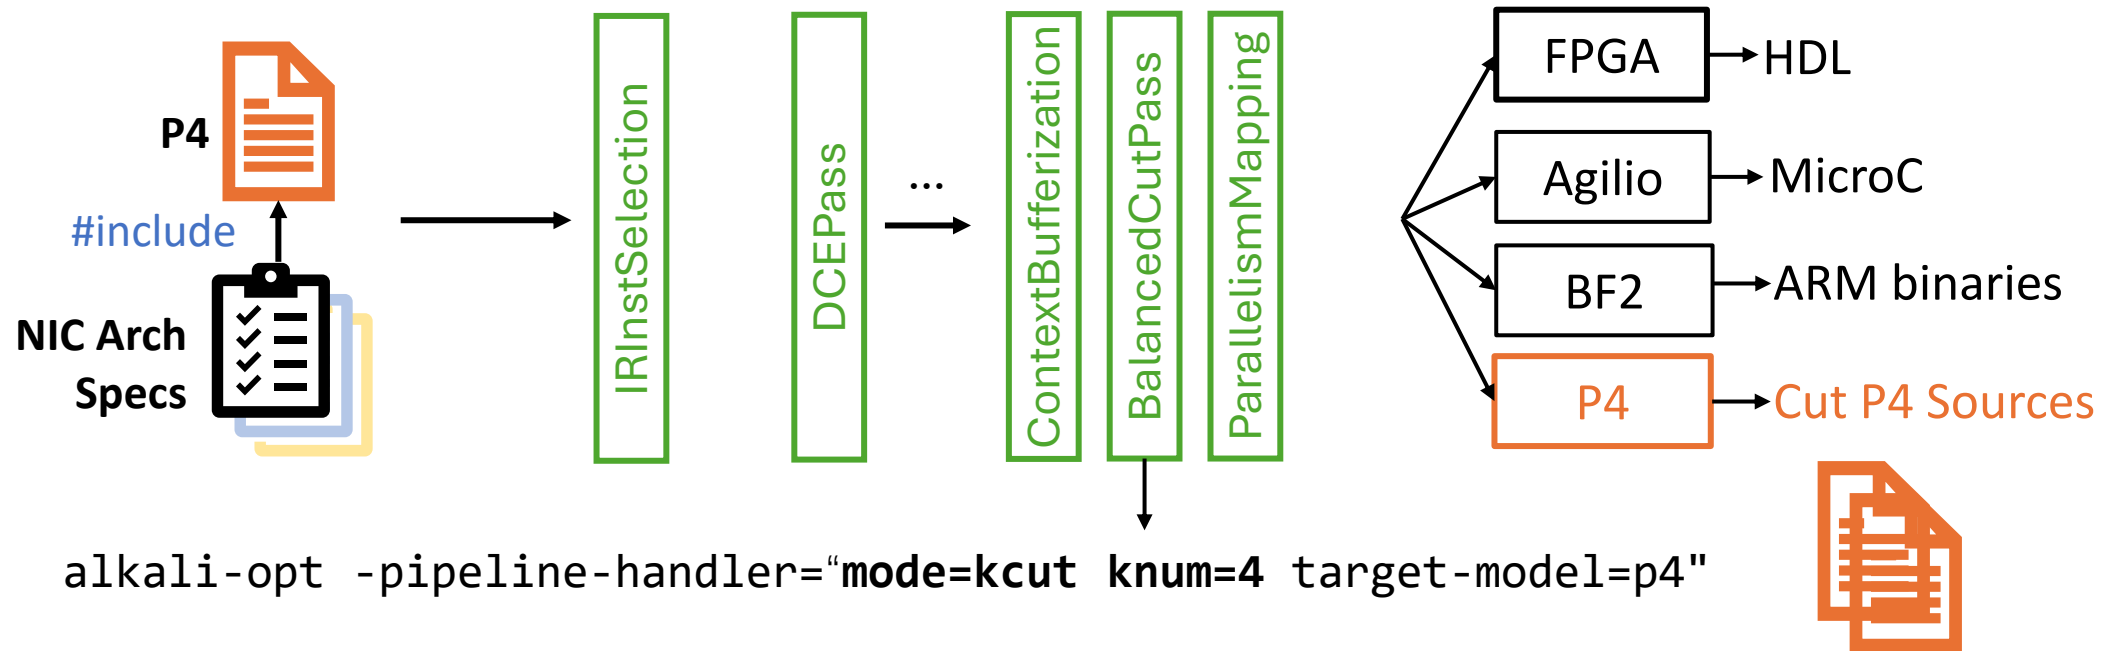 P4
#include
NIC Arch
Specs
IRInstSelection
DCEPass
...
ContextBufferization
BalancedCutPass
ParallelismMapping
FPGA
HDL
Agilio
MicroC
BF2
ARM binaries
P4
Cut P4 Sources
alkali-opt -pipeline-handler=“mode=kcut knum=4 target-model=p4"